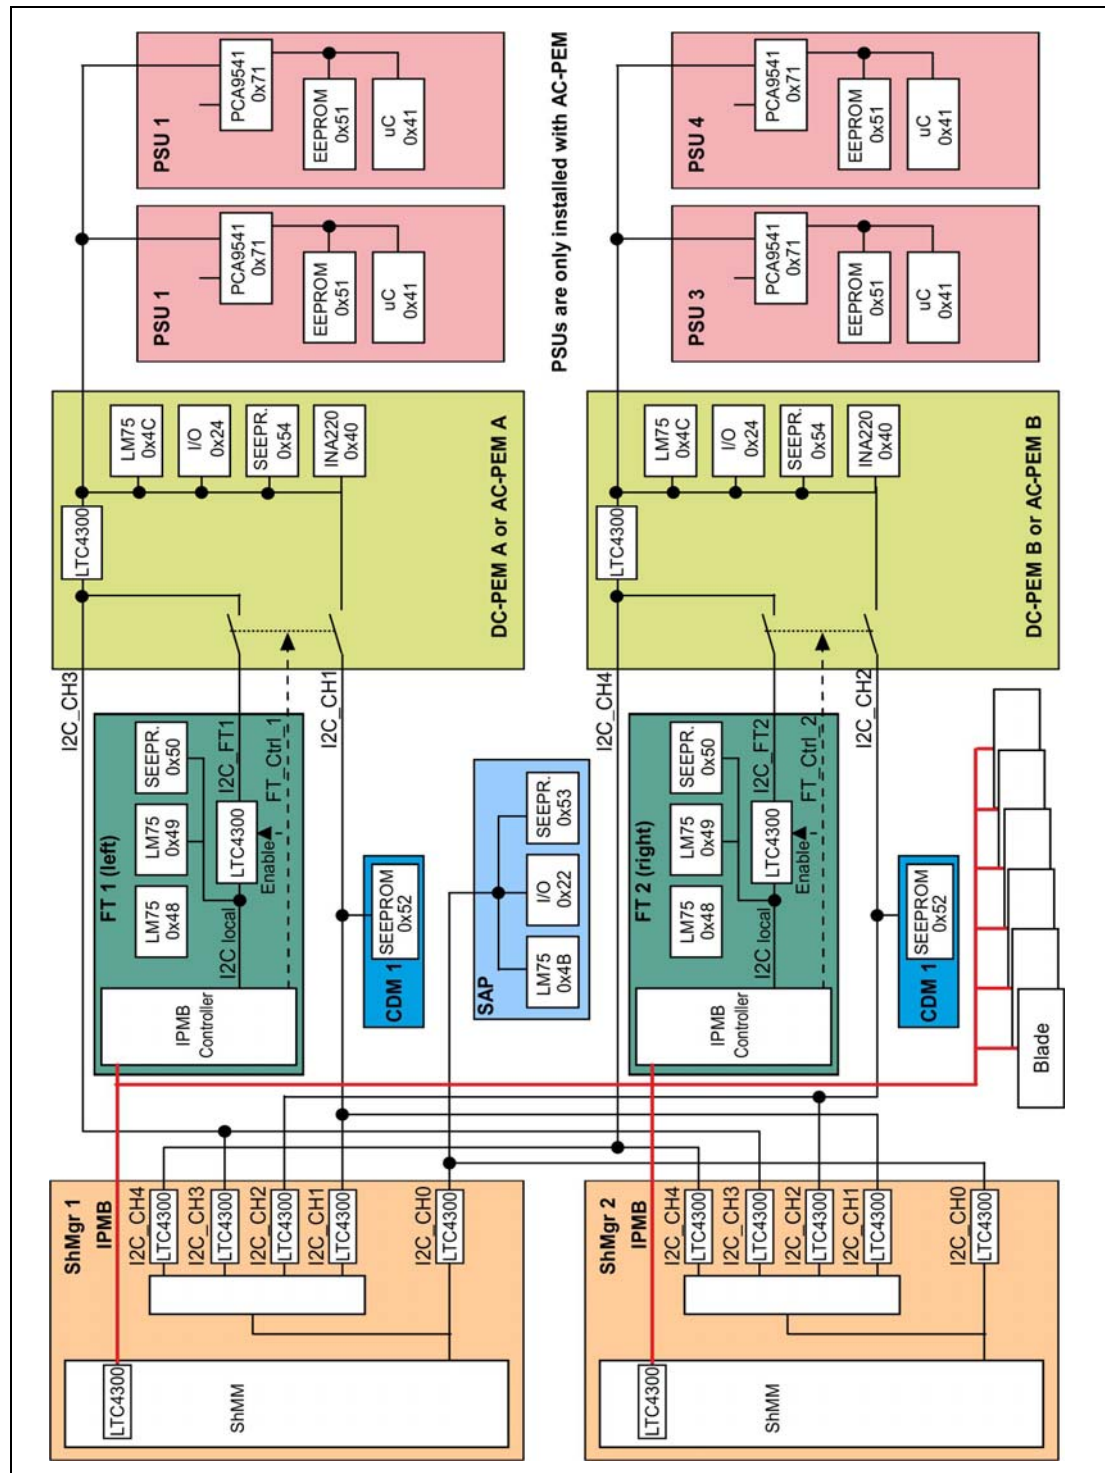 ShMgr 1
IPMB
LTC4300
ShMM
I2C_CH4
LTC4300
I2C_CH3
LTC4300
I2C_CH2
LTC4300
I2C_CH1
LTC4300
I2C_CH0
LTC4300
FT 1 (left)
IPMB
Controller
LM75
0x48
LM75
0x49
SEEPR.
0x50
I2C local
LTC4300
Enable
I2C_FT1
FT_Ctrl_1
CDM 1
SEEPROM
0x52
I2C_CH3
I2C_CH1
LTC4300
LM75
0x4C
I/O
0x24
SEEPR.
0x54
INA220
0x40
DC-PEM A or AC-PEM A
PSU 1
PCA9541
0x71
EEPROM
0x51
uC
0x41
PSU 1
PCA9541
0x71
EEPROM
0x51
uC
0x41
SAP
LM75
0x4B
I/O
0x22
SEEPR.
0x53
PSUs are only installed with AC-PEM
ShMgr 2
IPMB
LTC4300
ShMM
I2C_CH4
LTC4300
I2C_CH3
LTC4300
I2C_CH2
LTC4300
I2C_CH1
LTC4300
I2C_CH0
LTC4300
FT 2 (right)
IPMB
Controller
LM75
0x48
LM75
0x49
SEEPR.
0x50
I2C local
LTC4300
Enable
I2C_FT2
FT_Ctrl_2
CDM 1
SEEPROM
0x52
I2C_CH4
I2C_CH2
LTC4300
LM75
0x4C
I/O
0x24
SEEPR.
0x54
INA220
0x40
DC-PEM B or AC-PEM B
PSU 3
PCA9541
0x71
EEPROM
0x51
uC
0x41
PSU 4
PCA9541
0x71
EEPROM
0x51
uC
0x41
Blade